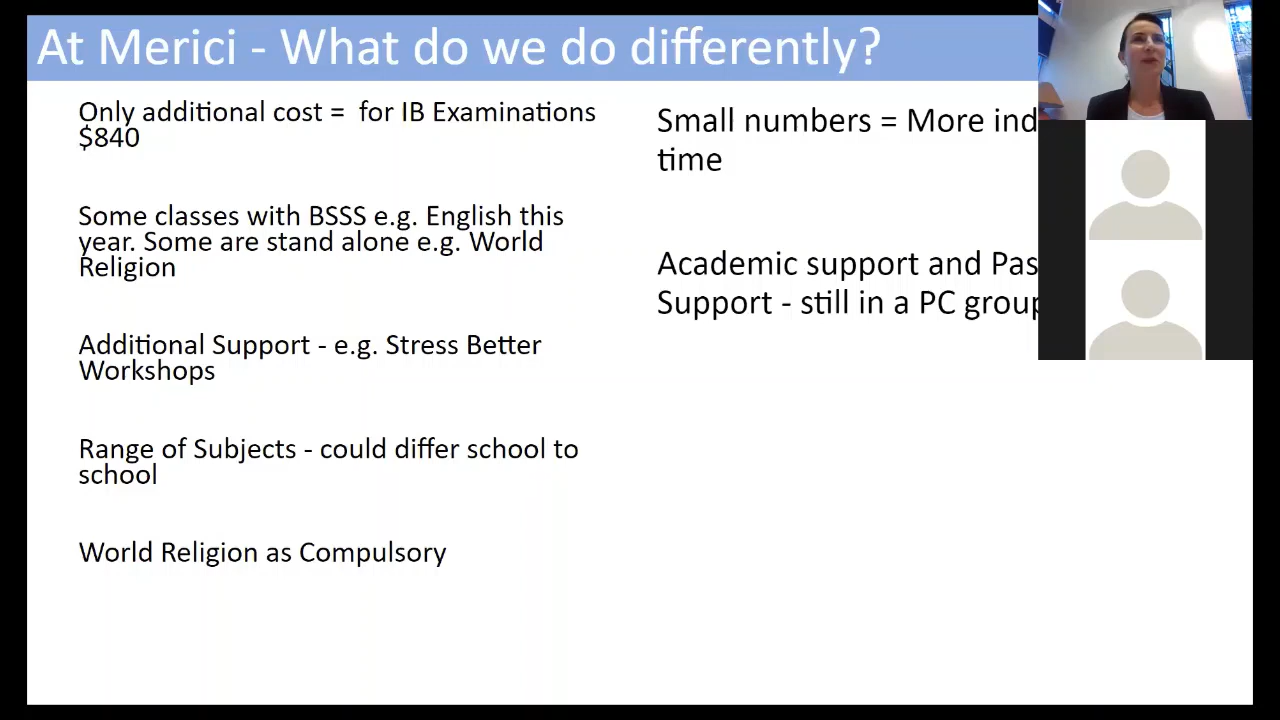 At Merici - What do we do differently?
Only additional cost = for IB Examinations
$840
Some classes with BSSS e.g. English this
year. Some are stand alone e.g. World
Religion
Additional Support - e.g. Stress Better
Workshops
Range of Subjects - could differ school to
school
World Religion as Compulsory
Small numbers = More
time
Academic support and
Support - still in a PC group